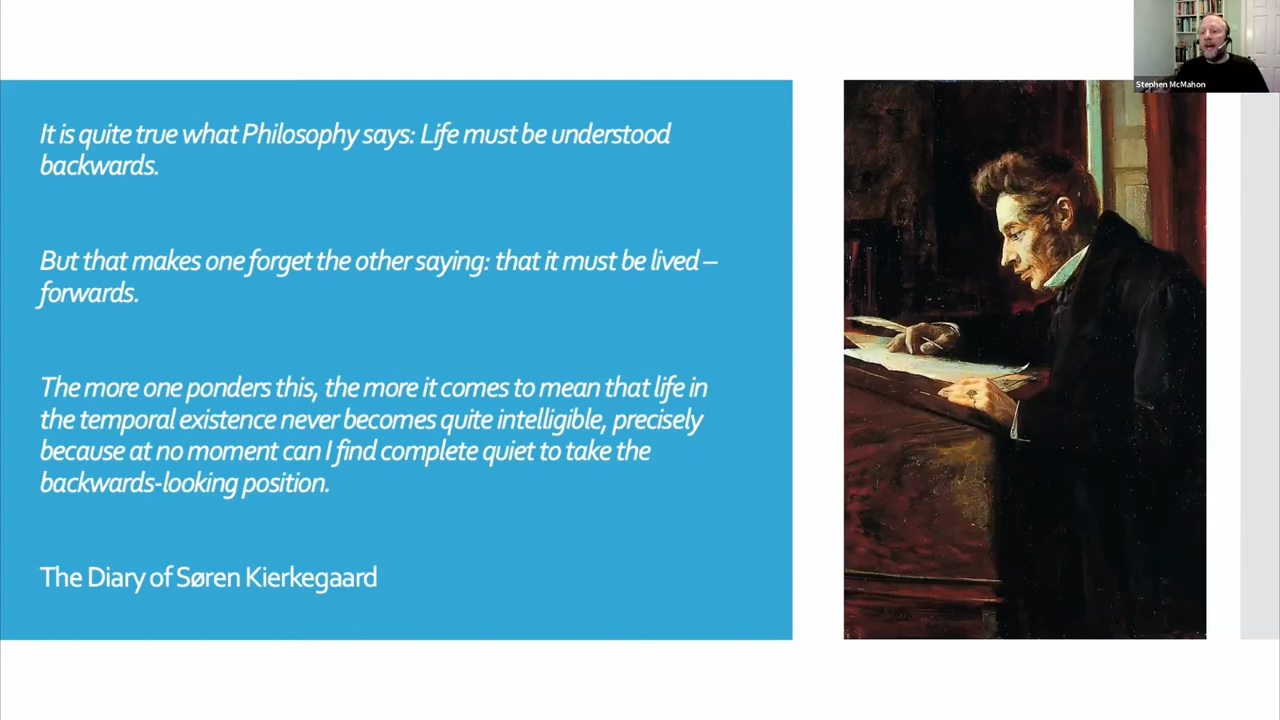 Stephen McMahon
It is quite true what Philosophy says: Life must be understood
backwards.
But that makes one forget the other saying: that it must be lived –
forwards.
The more one ponders this, the more it comes to mean that life in
the temporal existence never becomes quite intelligible, precisely
because at no moment can I find complete quiet to take the
backwards-looking position.
The Diary of Søren Kierkegaard